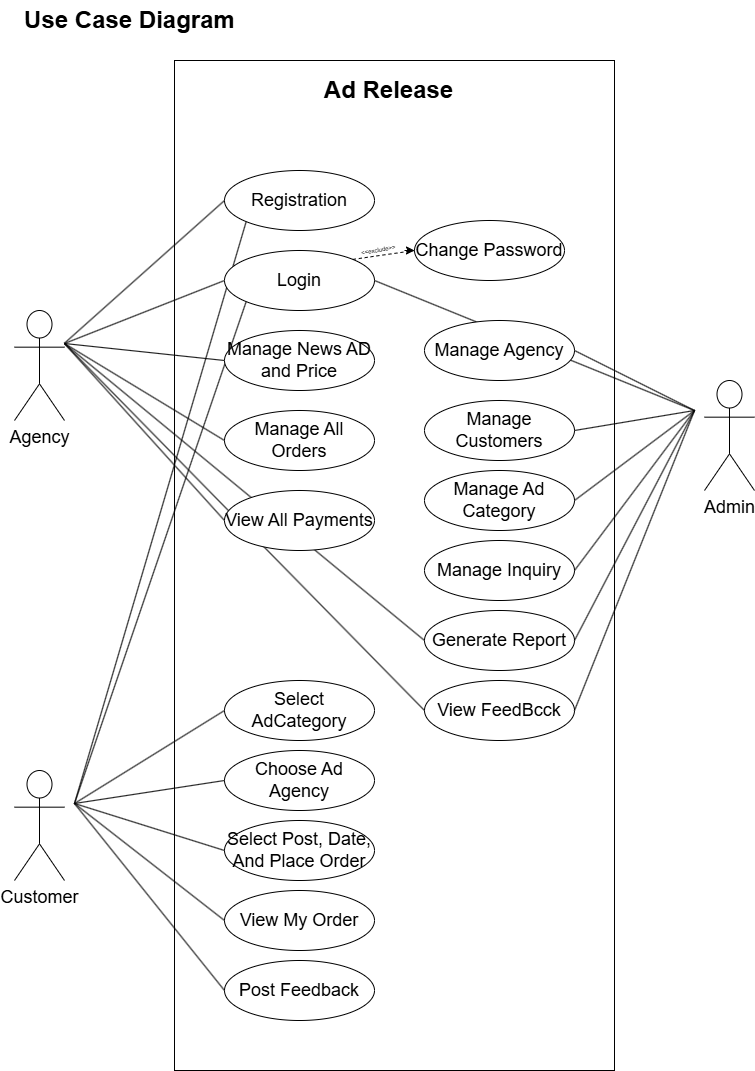 Use Case Diagram
Ad Release
Registration
<<exclude>>
Change Password
Login
Manage News AD
and Price
Manage Agency
Agency
Manage All
Orders
Manage
Customers
Manage Ad
Category
Admin
View All Payments
Manage Inquiry
Generate Report
View FeedBcck
Select
AdCategory
Choose Ad
Agency
Select Post, Date,
And Place Order
Customer
View My Order
Post Feedback